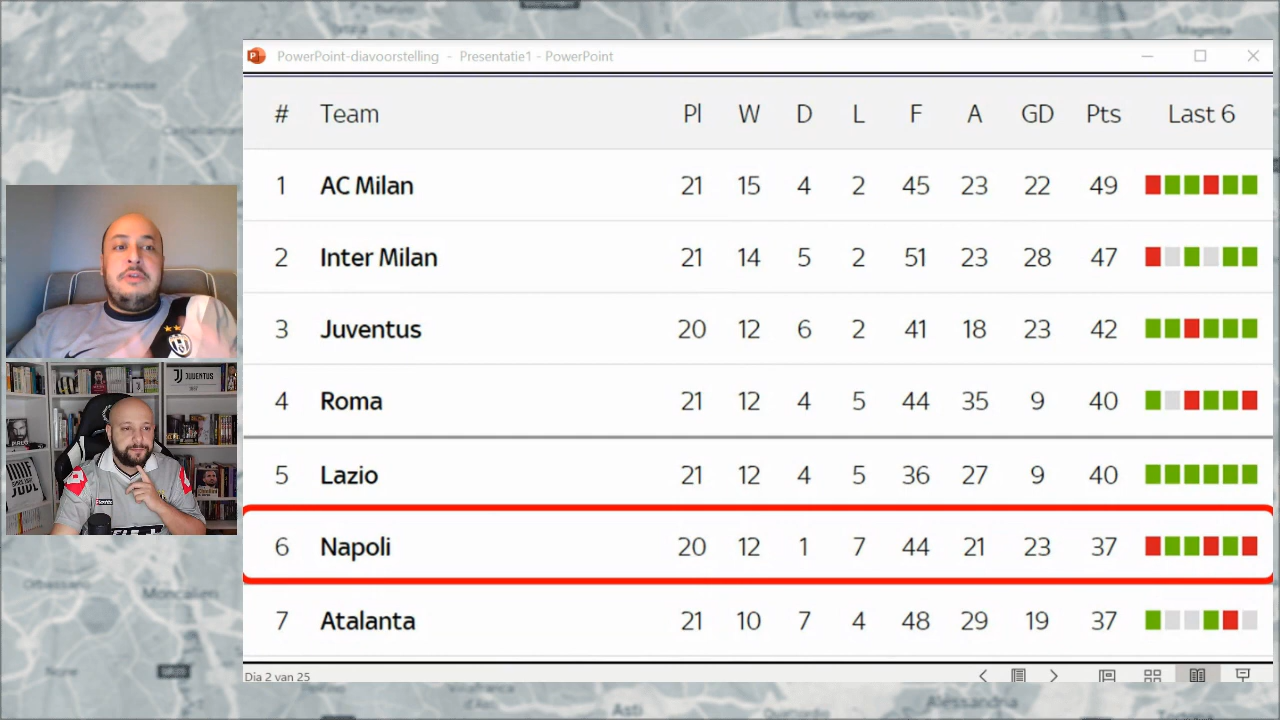 PowerPoint-diavoorstelling - Presentatie1 - PowerPoint
# Team Pl W D L F A GD Pts Last 6
1 AC Milan 21 15 4 2 45 23 22 49
2 Inter Milan 21 14 5 2 51 23 28 47
3 Juventus 20 12 6 2 41 18 23 42
4 Roma 21 12 4 5 44 35 9 40
5 Lazio 21 12 4 5 36 27 9 40
6 Napoli 20 12 1 7 44 21 23 37
7 Atalanta 21 10 7 4 48 29 19 37
Dia 2 van 25
JUVENTUS
Moncalieri
Asti
Alessandria